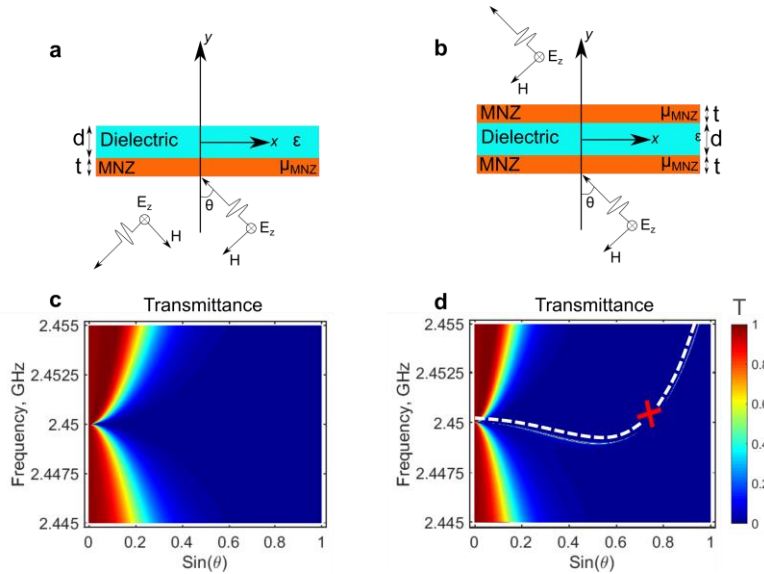 a
y
d
Dielectric
x
ε
t
MNZ
μMNZ
θ
Ez
H
Ez
H
b
y
Ez
H
MNZ
μMNZ
t
Dielectric
x
ε
d
MNZ
μMNZ
t
θ
Ez
H
c
Transmittance
Frequency, GHz
2.455
2.4525
2.45
2.4475
2.445
0
0.2
0.4
0.6
0.8
1
Sin(θ)
d
Transmittance
Frequency, GHz
2.455
2.4525
2.45
2.4475
2.445
0
0.2
0.4
0.6
0.8
1
Sin(θ)
T
1
0.8
0.6
0.4
0.2
0